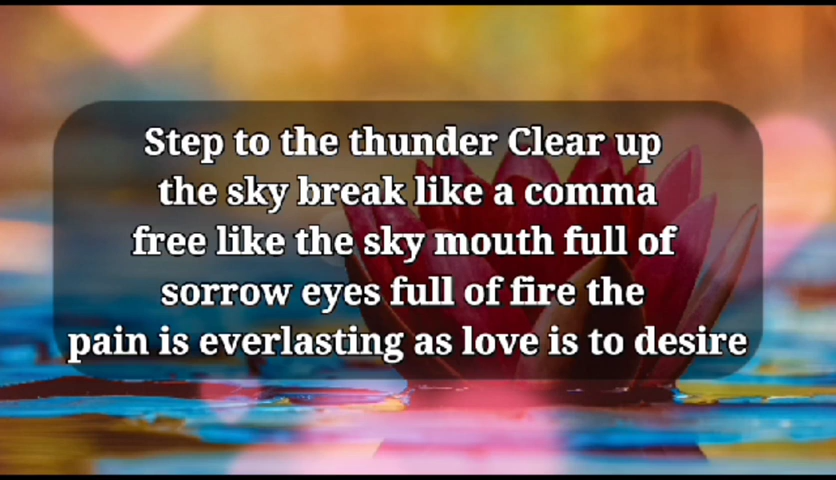 Step to the thunder Clear up
the sky break like a comma
free like the sky mouth full of
sorrow eyes full of fire the
pain is everlasting as love is to desire